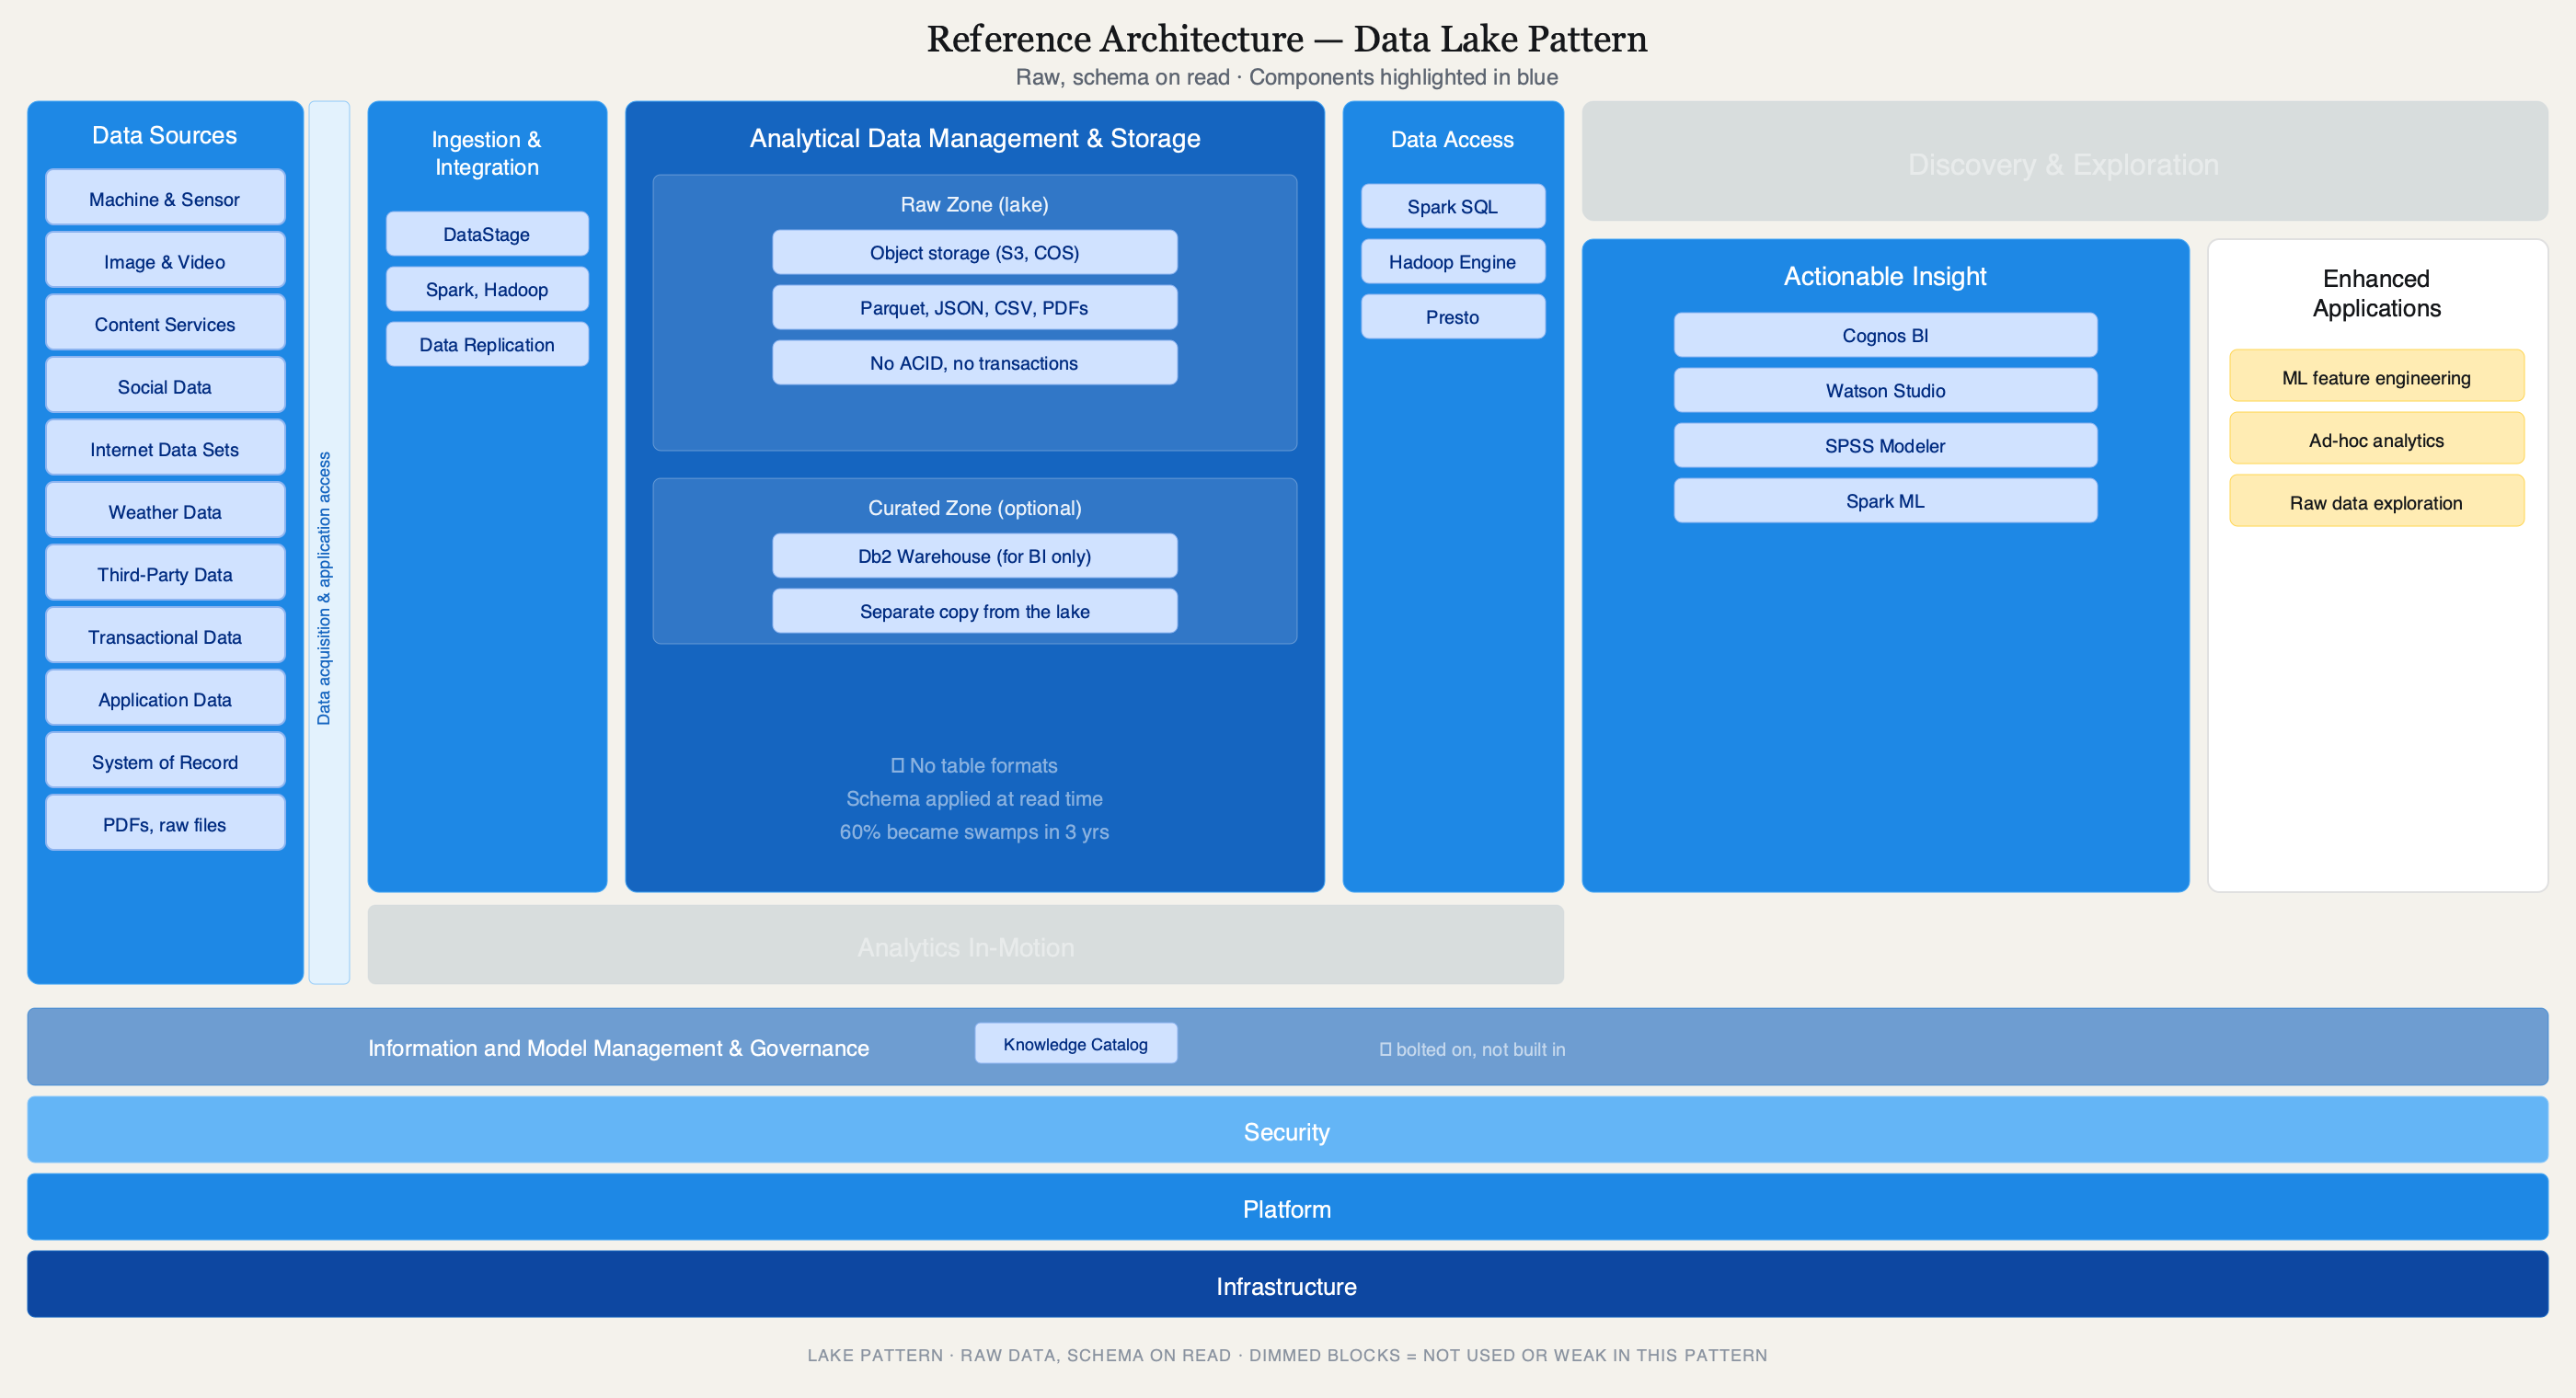 Reference Architecture — Data Lake Pattern
Raw, schema on read · Components highlighted in blue
Data Sources
Machine & Sensor
Image & Video
Content Services
Social Data
Internet Data Sets
Weather Data
Third-Party Data
Transactional Data
Application Data
System of Record
PDFs, raw files
Data acquisition & application access
Ingestion &
Integration
DataStage
Spark, Hadoop
Data Replication
Analytical Data Management & Storage
Raw Zone (lake)
Object storage (S3, COS)
Parquet, JSON, CSV, PDFs
No ACID, no transactions
Curated Zone (optional)
Db2 Warehouse (for BI only)
Separate copy from the lake
No table formats
Schema applied at read time
60% became swamps in 3 yrs
Data Access
Spark SQL
Hadoop Engine
Presto
Discovery & Exploration
Actionable Insight
Cognos BI
Watson Studio
SPSS Modeler
Spark ML
Enhanced
Applications
ML feature engineering
Ad-hoc analytics
Raw data exploration
Analytics In-Motion
Information and Model Management & Governance
Knowledge Catalog
bolted on, not built in
Security
Platform
Infrastructure
LAKE PATTERN · RAW DATA, SCHEMA ON READ · DIMMED BLOCKS = NOT USED OR WEAK IN THIS PATTERN